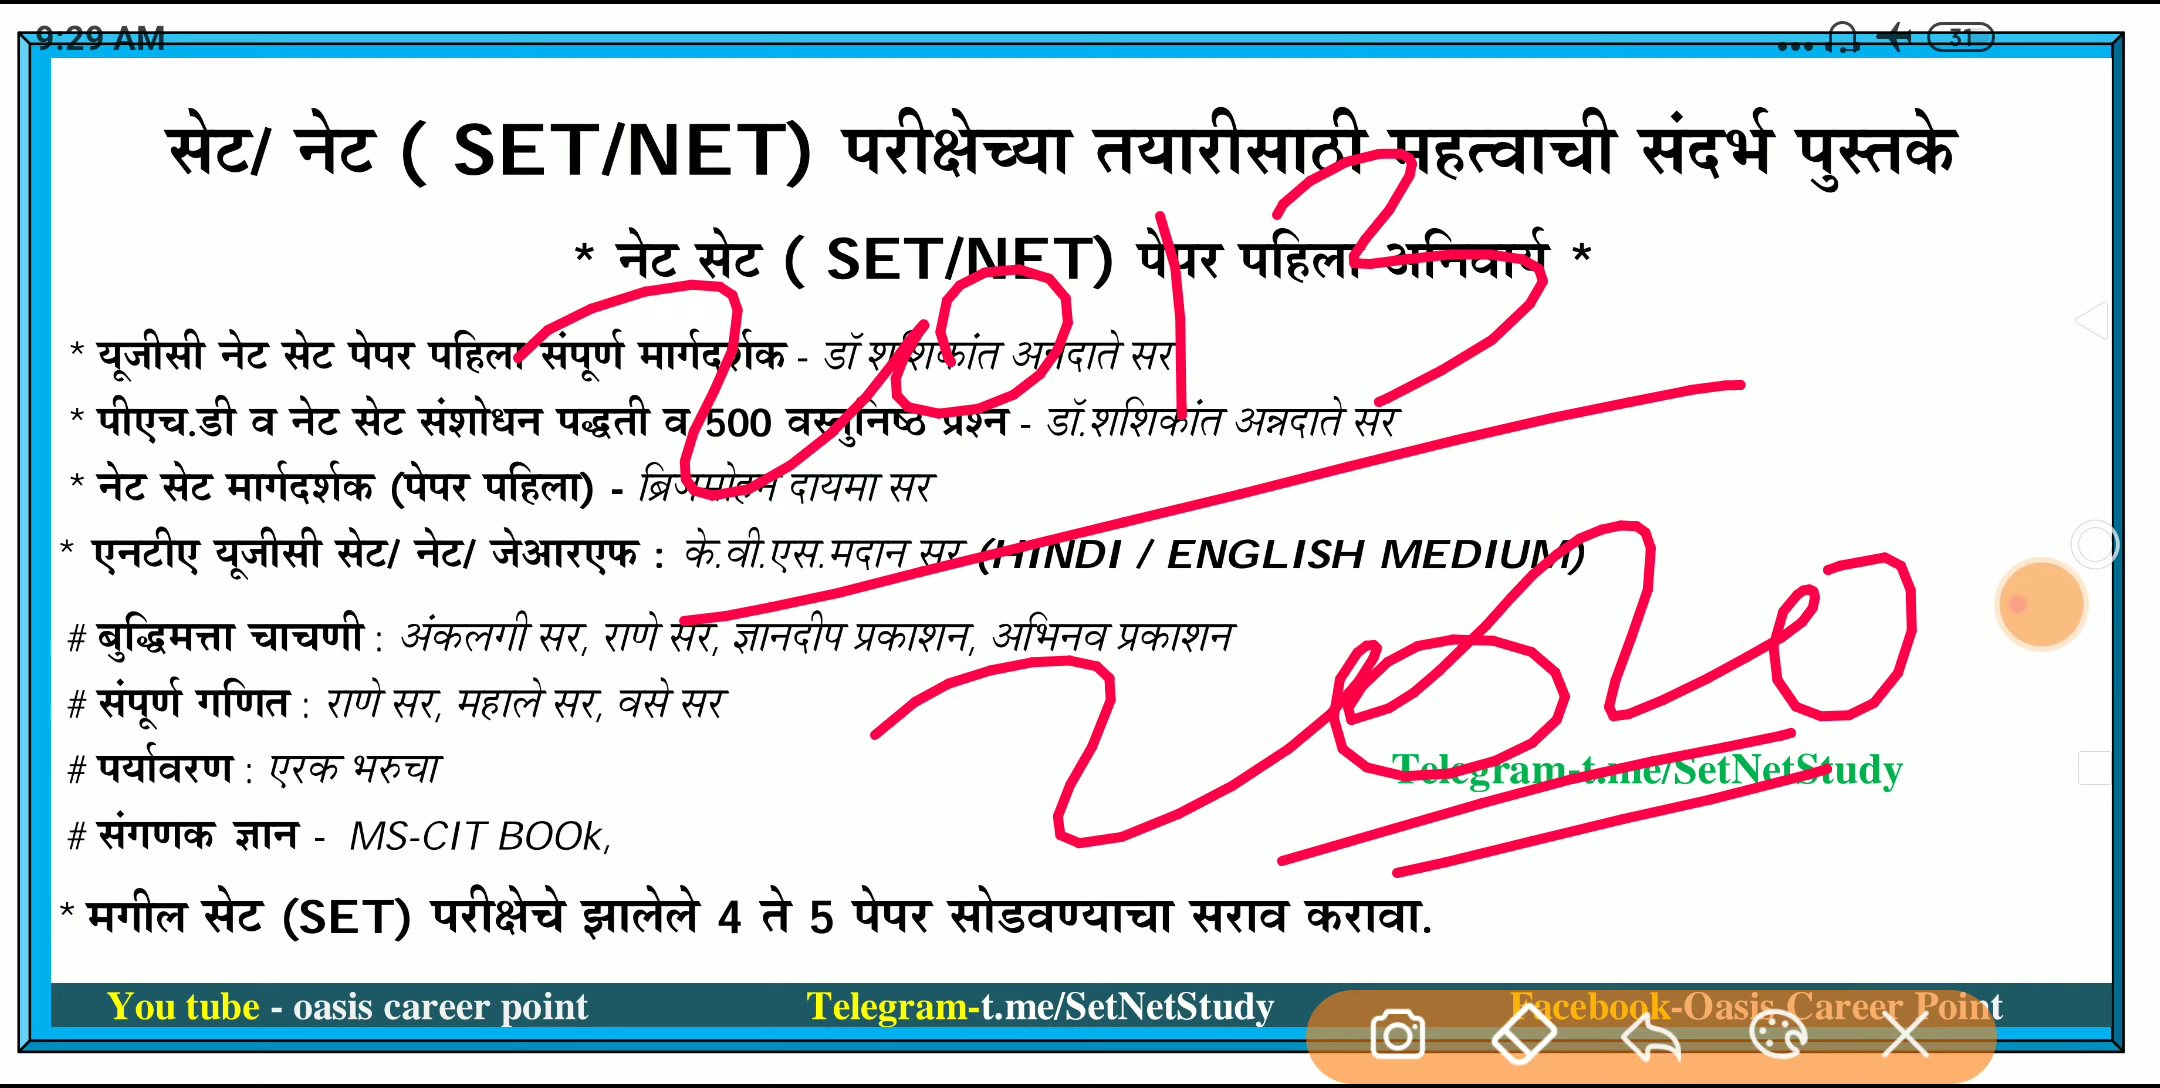 9:29 AM
31
सेट/ नेट ( SET/NET) परीक्षेच्या तयारीसाठी महत्वाची संदर्भ पुस्तके
* नेट सेट ( SET/NET) पेपर पहिला अनिवार्य *
2013
* यूजीसी नेट सेट पेपर पहिला संपूर्ण मार्गदर्शक - डॉ शशिकांत अन्नदाते सर
* पीएच.डी व नेट सेट संशोधन पद्धती व 500 वस्तुनिष्ठ प्रश्न - डॉ.शशिकांत अन्नदाते सर
* नेट सेट मार्गदर्शक (पेपर पहिला) - ब्रिजमोहन दायमा सर
* एनटीए यूजीसी सेट/ नेट/ जेआरएफ : के.वी.एस.मदान सर (HINDI / ENGLISH MEDIUM)
2020
# बुद्धिमत्ता चाचणी : अंकलगी सर, राणे सर, ज्ञानदीप प्रकाशन, अभिनव प्रकाशन
# संपूर्ण गणित : राणे सर, महाले सर, वसे सर
# पर्यावरण : एरक भरुचा
Telegram-t.me/SetNetStudy
# संगणक ज्ञान - MS-CIT BOOk,
* मगील सेट (SET) परीक्षेचे झालेले 4 ते 5 पेपर सोडवण्याचा सराव करावा.
You tube - oasis career point
Telegram-t.me/SetNetStudy
Facebook-Oasis Career Point